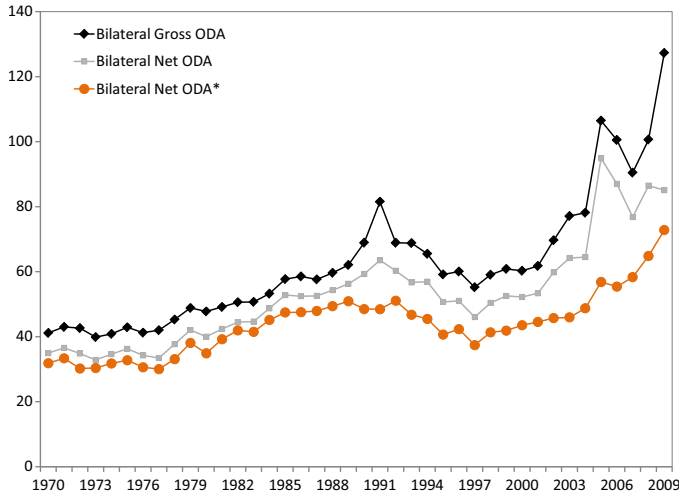 140
120
100
80
60
40
20
0
Bilateral Gross ODA
Bilateral Net ODA
Bilateral Net ODA*
1970 1973 1976 1979 1982 1985 1988 1991 1994 1997 2000 2003 2006 2009